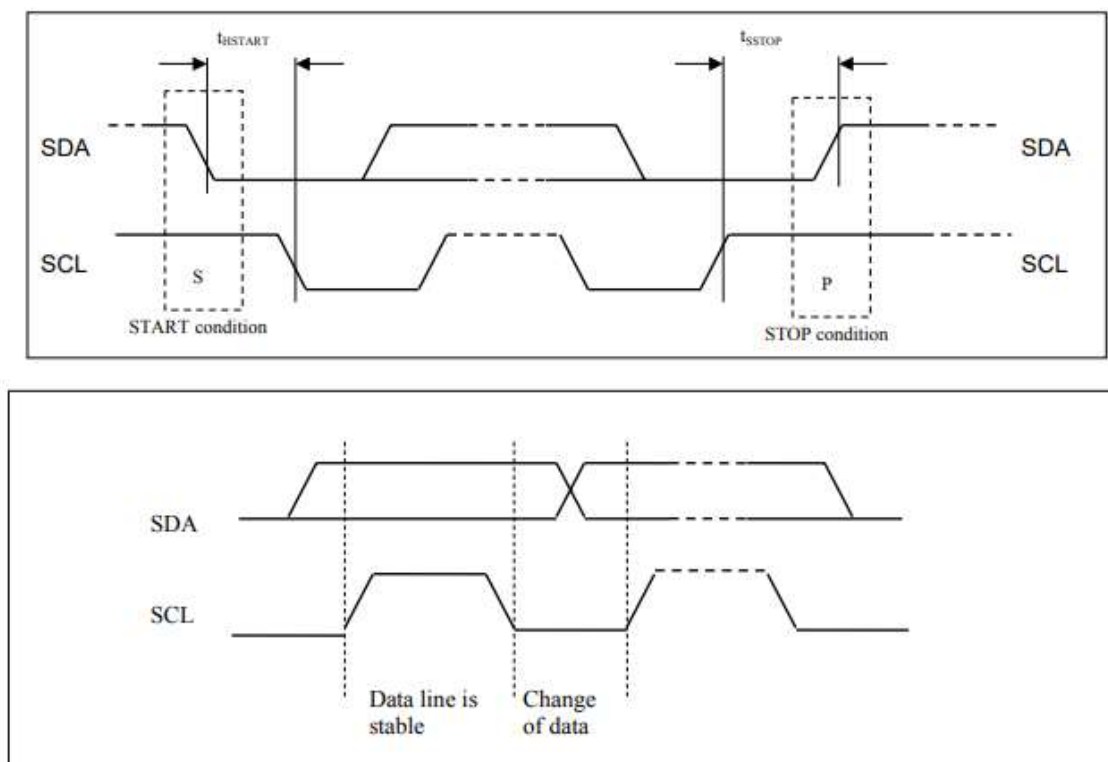 tHSTART
tSSTOP
SDA
SDA
SCL
SCL
S
P
START condition
STOP condition
SDA
SCL
Data line is
stable
Change
of data